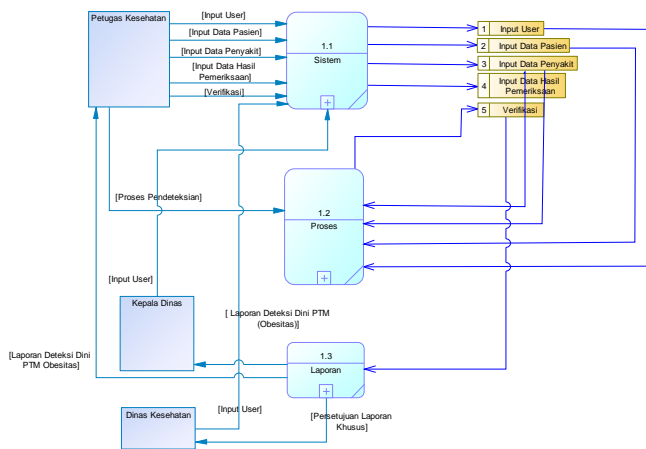 Petugas Kesehatan
[Input User]
[Input Data Pasien]
[Input Data Penyakit]
[Input Data Hasil
Pemeriksaan]
[Verifikasi]
1.1
Sistem
1 Input User
2 Input Data Pasien
3 Input Data Penyakit
4 Input Data Hasil
Pemeriksaan
5 Verifikasi
[Proses Pendeteksian]
1.2
Proses
[Input User]
Kepala Dinas
[ Laporan Deteksi Dini PTM
(Obesitas)]
[Laporan Deteksi Dini
PTM Obesitas]
1.3
Laporan
Dinas Kesehatan
[Input User]
[Persetujuan Laporan
Khusus]